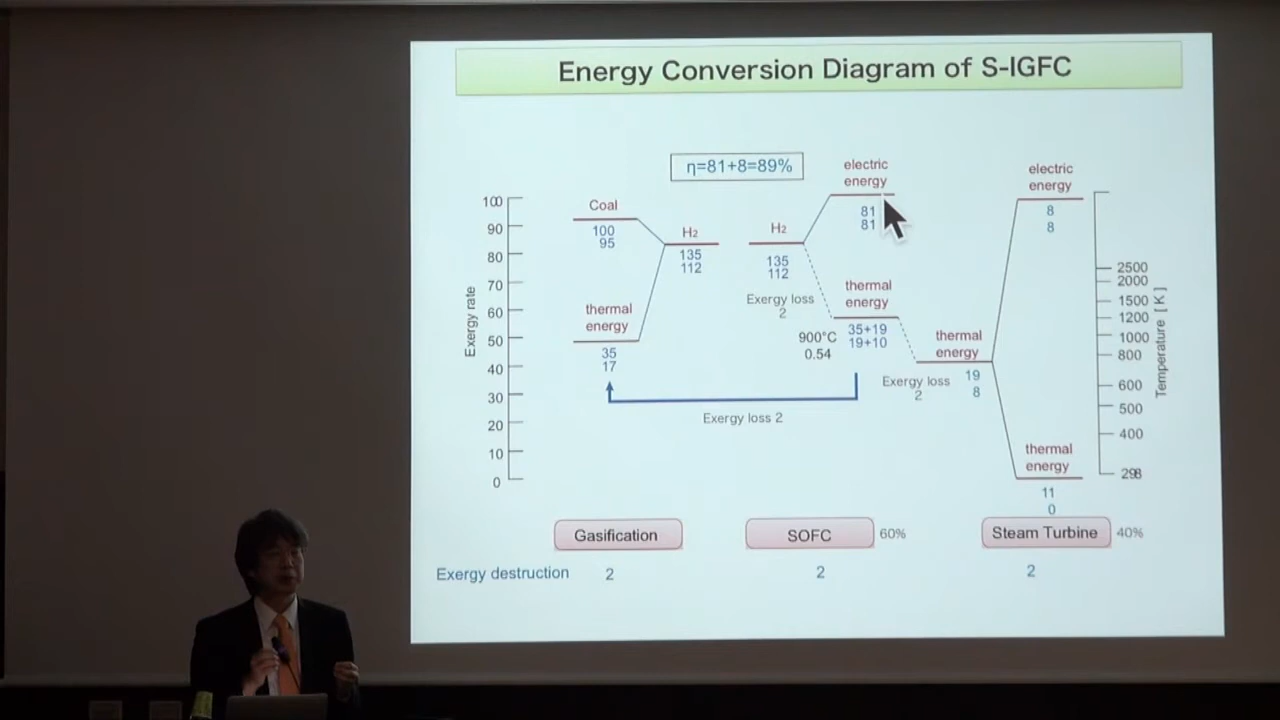 Energy Conversion Diagram of S-IGFC
η=81+8=89%
Exergy rate
100
90
80
70
60
50
40
30
20
10
0
Coal
100
95
thermal
energy
35
17
H₂
135
112
H₂
135
112
Exergy loss
2
electric
energy
81
81
thermal
energy
900°C
0.54
35+19
19+10
Exergy loss 2
thermal
energy
19
8
Exergy loss
2
electric
energy
8
8
thermal
energy
11
0
2500
2000
1500
1200
1000
800
600
500
400
298
Temperature [ K ]
Gasification
SOFC
60%
Steam Turbine
40%
Exergy destruction
2
2
2